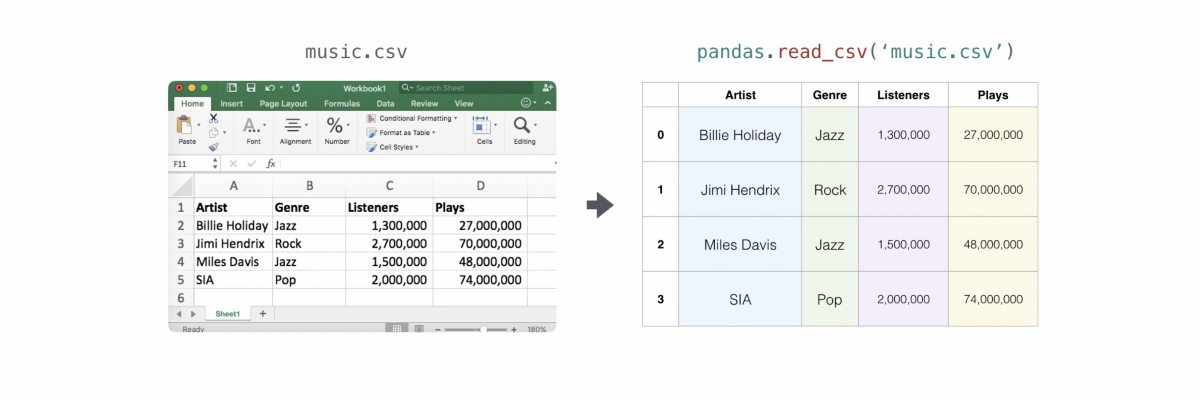 music.csv
pandas.read_csv(‘music.csv’)
Workbook1
Search Sheet
Home Insert Page Layout Formulas Data Review View
Paste
A
Font
Alignment
%
Number
Conditional Formatting
Format as Table
Cell Styles
Cells
Editing
F11
fx
A B C D
1 Artist Genre Listeners Plays
2 Billie Holiday Jazz 1,300,000 27,000,000
3 Jimi Hendrix Rock 2,700,000 70,000,000
4 Miles Davis Jazz 1,500,000 48,000,000
5 SIA Pop 2,000,000 74,000,000
6
Sheet1 +
Ready
− + 180%
Artist Genre Listeners Plays
0 Billie Holiday Jazz 1,300,000 27,000,000
1 Jimi Hendrix Rock 2,700,000 70,000,000
2 Miles Davis Jazz 1,500,000 48,000,000
3 SIA Pop 2,000,000 74,000,000